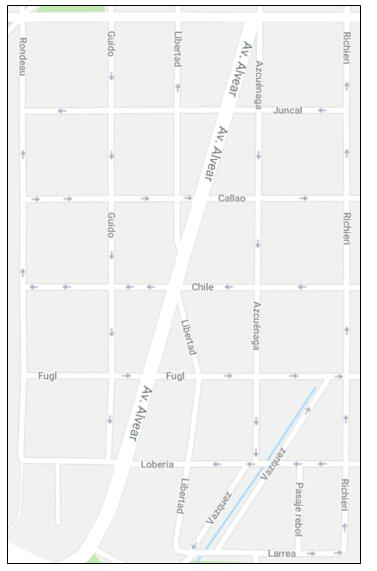 Rondeau
Guido
Libertad
Av. Alvear
Azcuénaga
Richieri
Juncal
Av. Alvear
Callao
Guido
Richieri
Chile
Libertad
Azcuénaga
Fugl
Fugl
Av. Alvear
Lobería
Vazquez
Libertad
Vazquez
Pasaje rebol
Richieri
Larrea